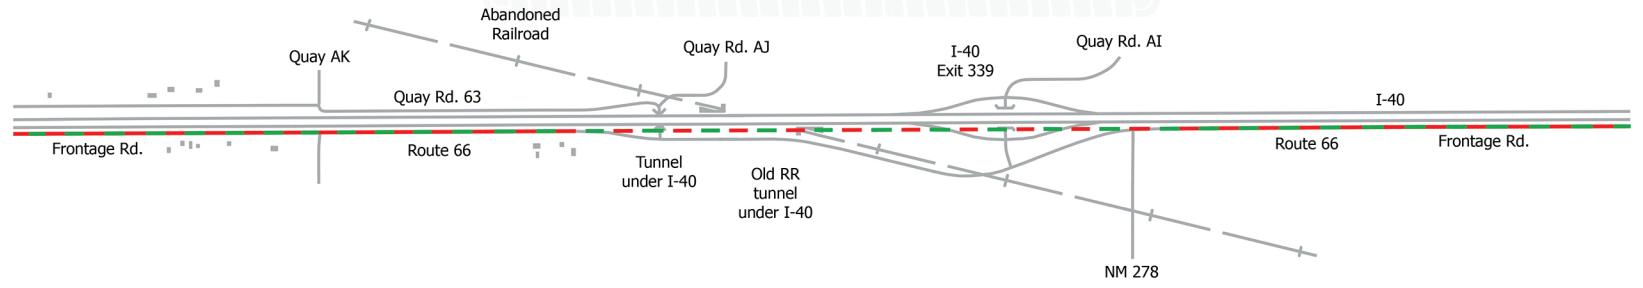 Abandoned
Railroad
Quay Rd. AJ
Quay Rd. AI
I-40
Exit 339
Quay AK
Quay Rd. 63
I-40
Frontage Rd.
Route 66
Route 66
Frontage Rd.
Tunnel
under I-40
Old RR
tunnel
under I-40
NM 278